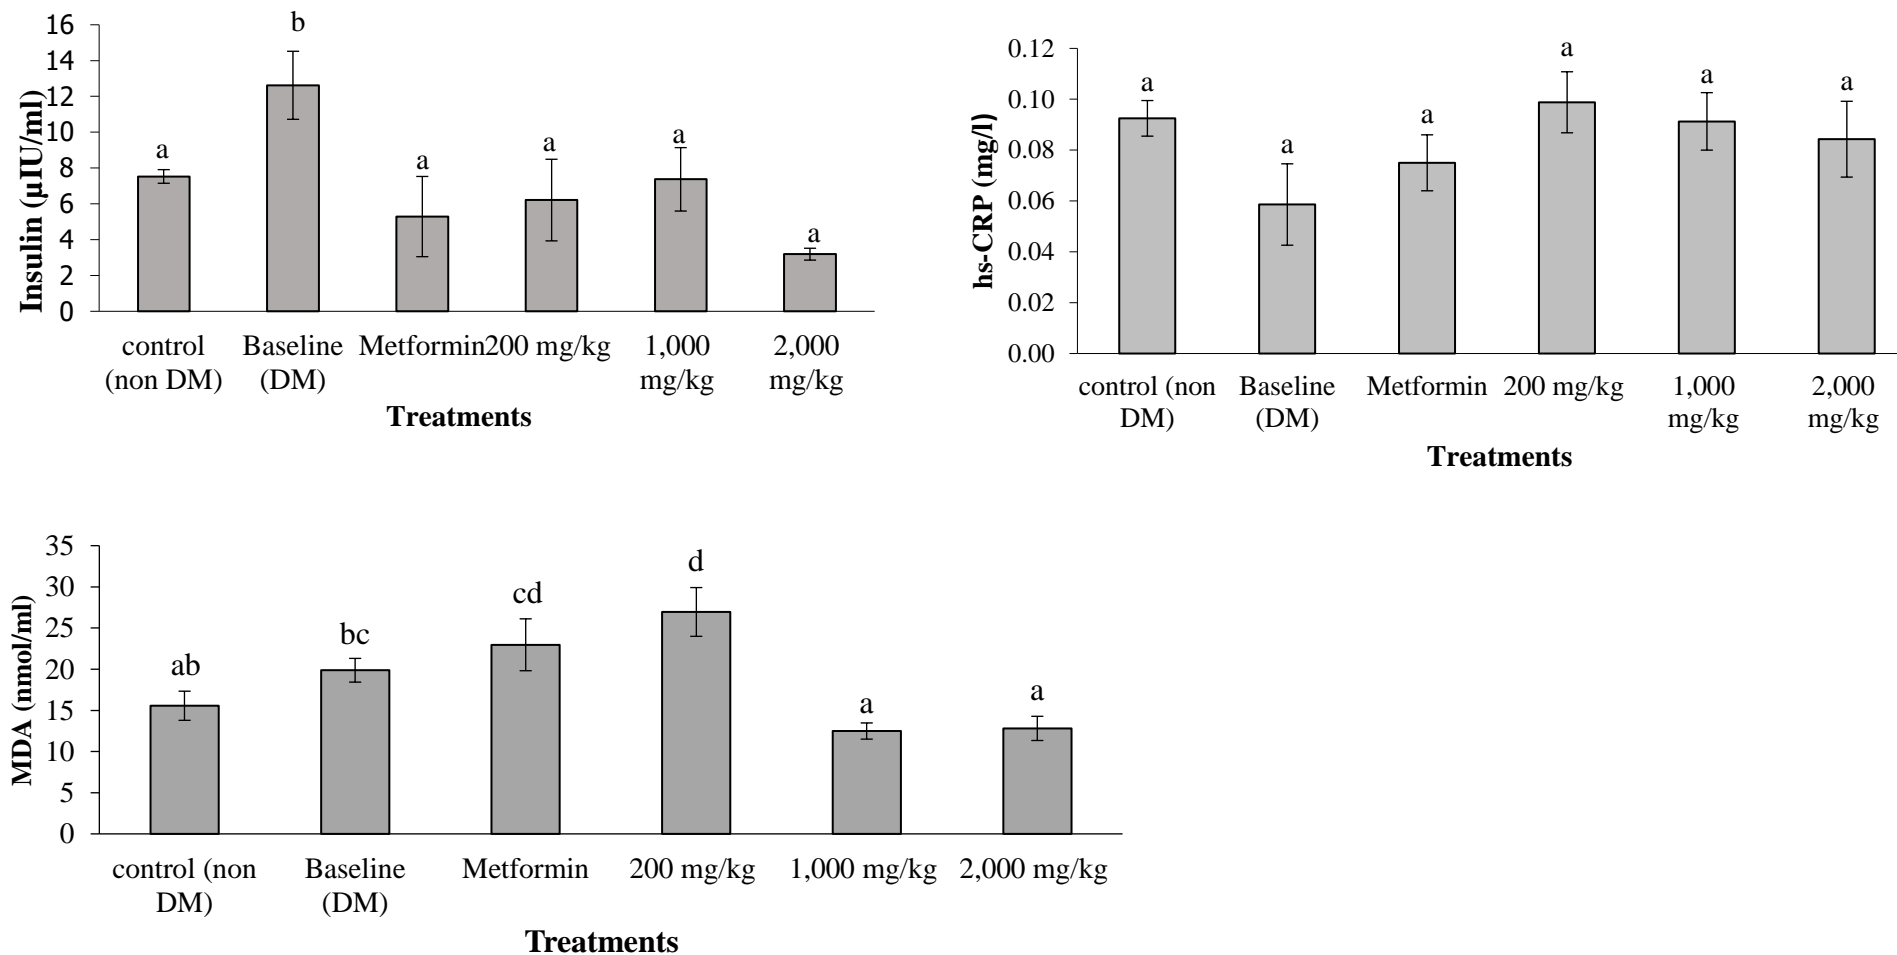 Insulin (µIU/ml)
16
14
12
10
8
6
4
2
0
a
b
a
a
a
a
control
(non DM)
Baseline
(DM)
Metformin
200 mg/kg
1,000
mg/kg
2,000
mg/kg
Treatments
hs-CRP (mg/l)
0.12
0.10
0.08
0.06
0.04
0.02
0.00
a
a
a
a
a
a
control (non
DM)
Baseline
(DM)
Metformin
200 mg/kg
1,000
mg/kg
2,000
mg/kg
Treatments
MDA (nmol/ml)
35
30
25
20
15
10
5
0
ab
bc
cd
d
a
a
control (non
DM)
Baseline
(DM)
Metformin
200 mg/kg
1,000 mg/kg
2,000 mg/kg
Treatments